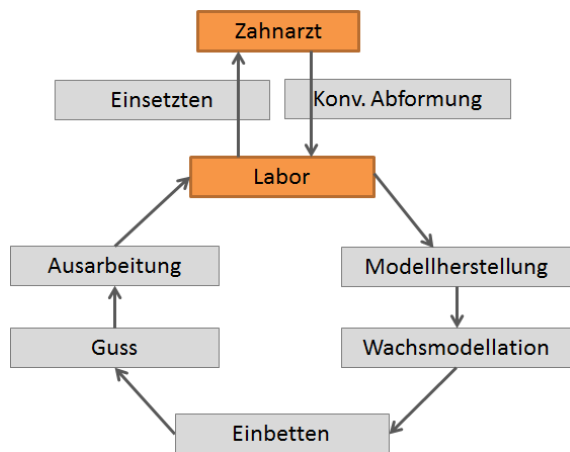 Zahnarzt
Einsetzten
Konv. Abformung
Labor
Ausarbeitung
Modellherstellung
Guss
Wachsmodellation
Einbetten